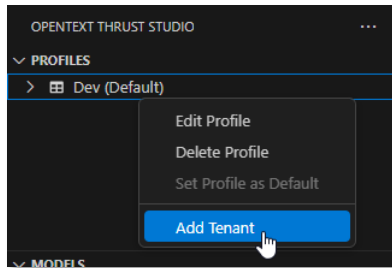 OPENTEXT THRUST STUDIO ...
PROFILES
Dev (Default)
Edit Profile
Delete Profile
Set Profile as Default
Add Tenant
MODELS